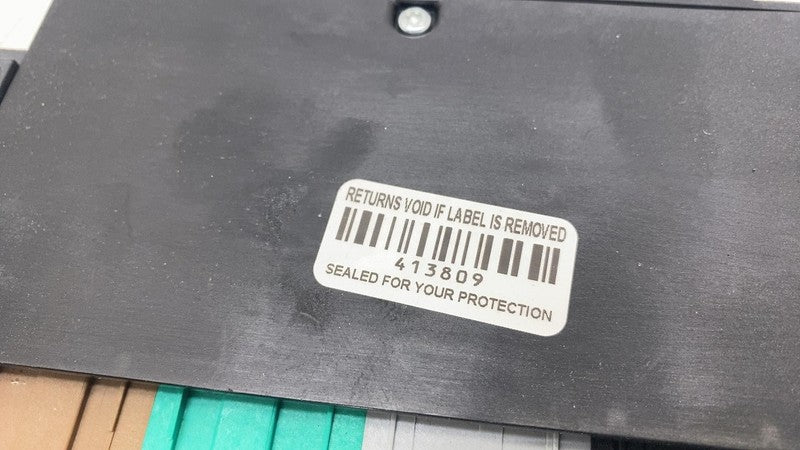 RETURNS VOID IF LABEL IS REMOVED
413809
SEALED FOR YOUR PROTECTION